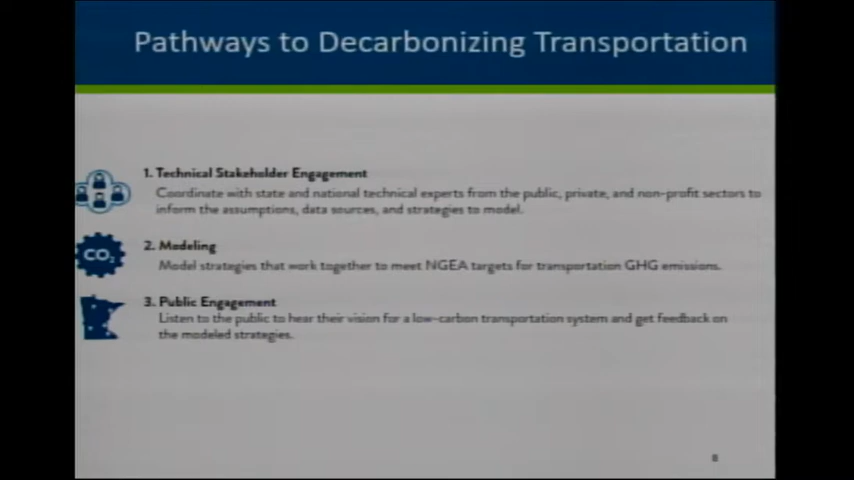 Pathways to Decarbonizing Transportation
1. Technical Stakeholder Engagement
Coordinate with state and national technical experts from the public, private, and non-profit sectors to
inform the assumptions, data sources, and strategies to model.
CO₂
2. Modeling
Model strategies that work together to meet NGEA targets for transportation GHG emissions.
3. Public Engagement
Listen to the public to hear their vision for a low-carbon transportation system and get feedback on
the modeled strategies.
8